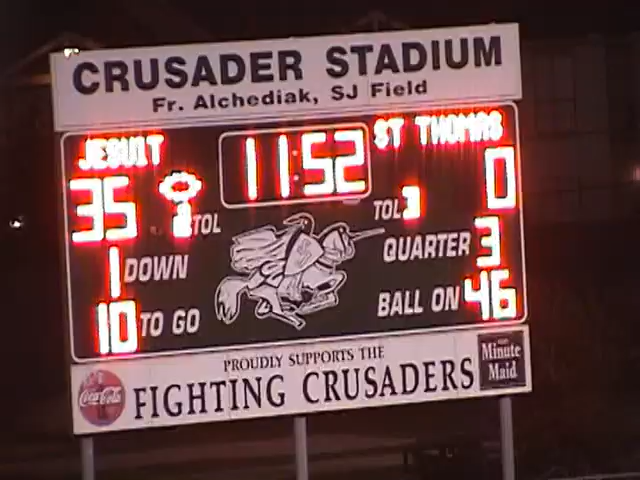 CRUSADER STADIUM
Fr. Alchediak, SJ Field
JESUIT 11:52 ST THOMAS
35 TOL TOL 3 0
1 DOWN QUARTER 3
10 TO GO BALL ON 46
PROUDLY SUPPORTS THE
Coca-Cola FIGHTING CRUSADERS Minute Maid